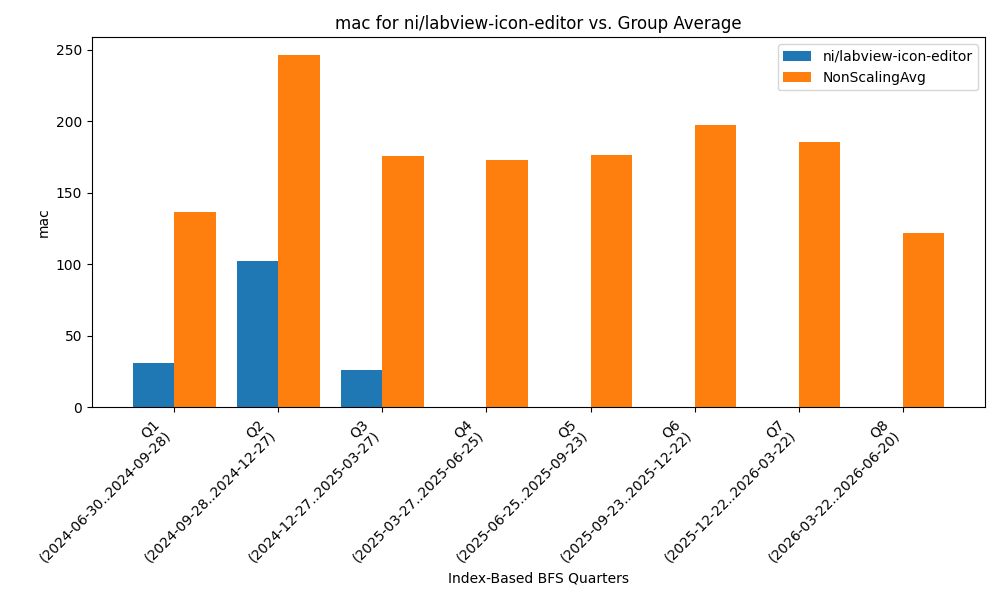 mac for ni/labview-icon-editor vs. Group Average
ni/labview-icon-editor
NonScalingAvg
250
200
150
100
50
0
mac
Q1
(2024-06-30..2024-09-28)
Q2
(2024-09-28..2024-12-27)
Q3
(2024-12-27..2025-03-27)
Q4
(2025-03-27..2025-06-25)
Q5
(2025-06-25..2025-09-23)
Q6
(2025-09-23..2025-12-22)
Q7
(2025-12-22..2026-03-22)
Q8
(2026-03-22..2026-06-20)
Index-Based BFS Quarters